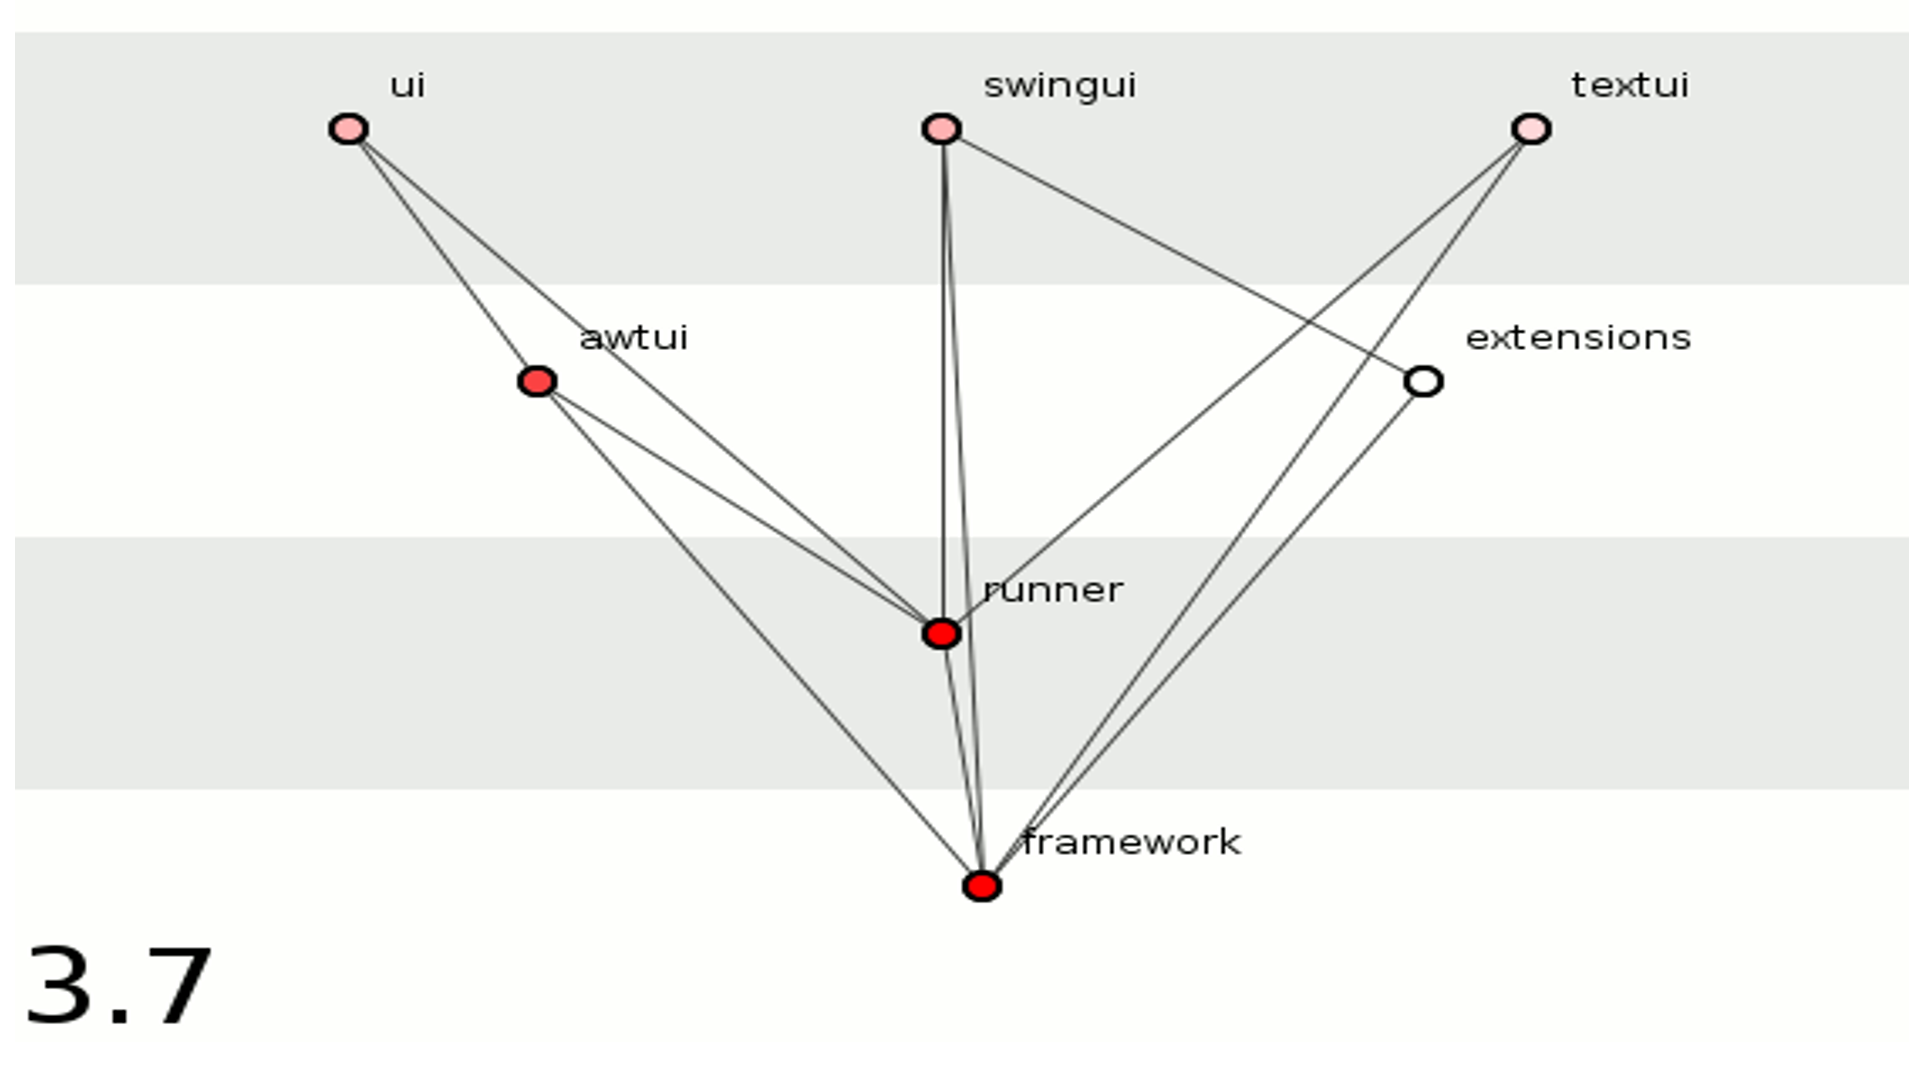 ui
swingui
textui
awtui
extensions
runner
framework
3.7